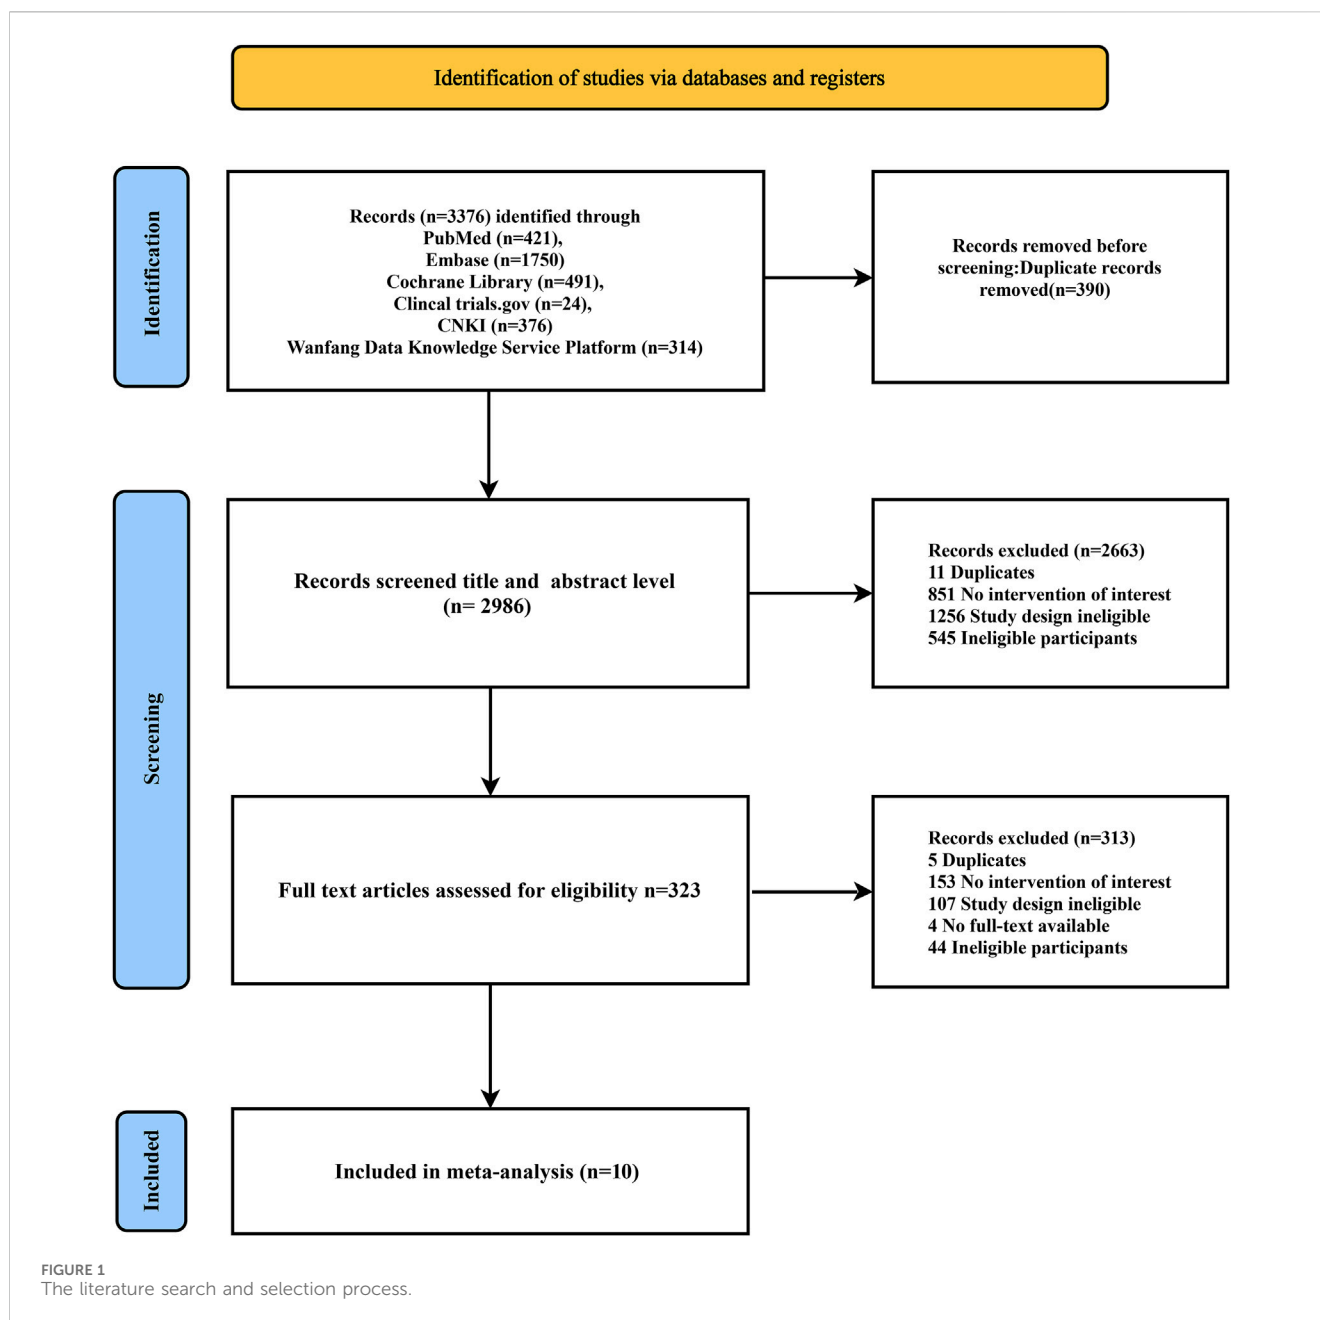 Identification of studies via databases and registers
Identification
Records (n=3376) identified through
PubMed (n=421),
Embase (n=1750)
Cochrane Library (n=491),
Clincal trials.gov (n=24),
CNKI (n=376)
Wanfang Data Knowledge Service Platform (n=314)
Records removed before
screening:Duplicate records
removed(n=390)
Screening
Records screened title and abstract level
(n= 2986)
Records excluded (n=2663)
11 Duplicates
851 No intervention of interest
1256 Study design ineligible
545 Ineligible participants
Full text articles assessed for eligibility n=323
Records excluded (n=313)
5 Duplicates
153 No intervention of interest
107 Study design ineligible
4 No full-text available
44 Ineligible participants
Included
Included in meta-analysis (n=10)
FIGURE 1
The literature search and selection process.